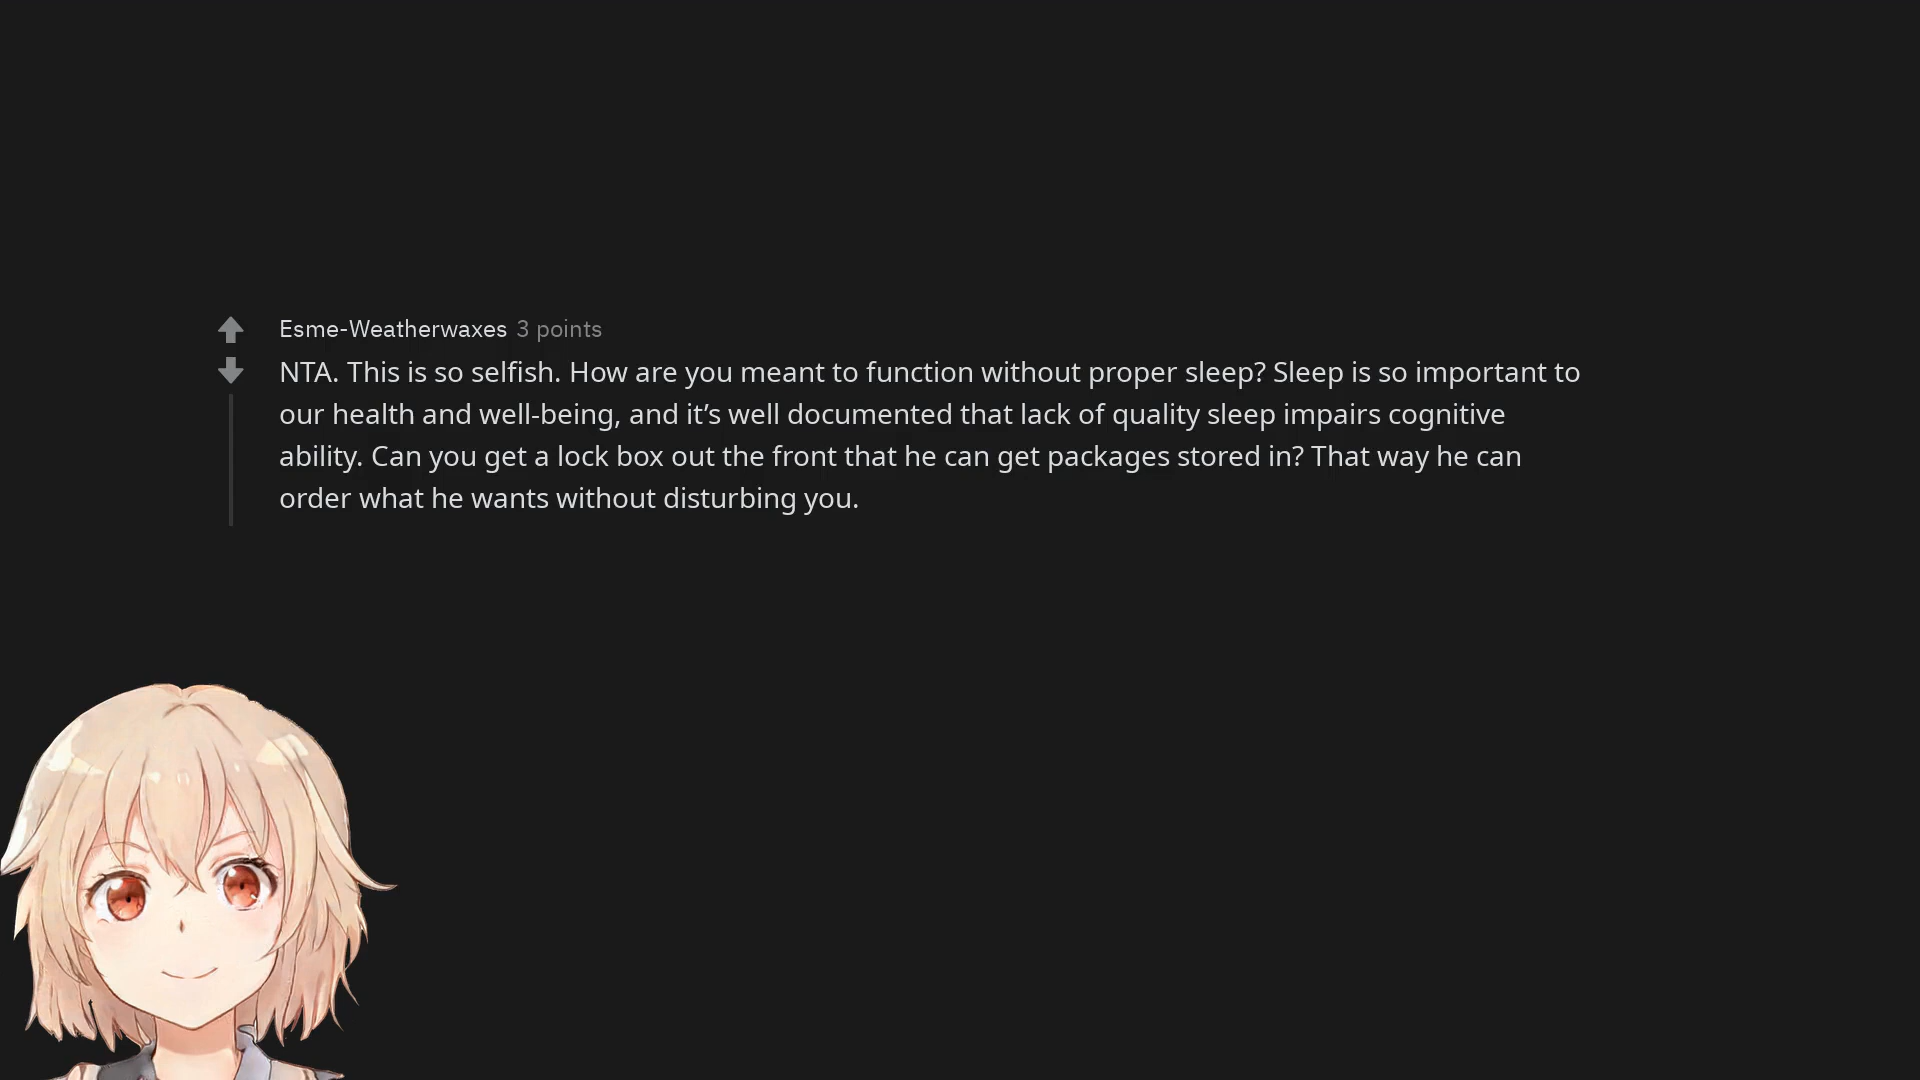 Esme-Weatherwaxes 3 points
NTA. This is so selfish. How are you meant to function without proper sleep? Sleep is so important to
our health and well-being, and it’s well documented that lack of quality sleep impairs cognitive
ability. Can you get a lock box out the front that he can get packages stored in? That way he can
order what he wants without disturbing you.